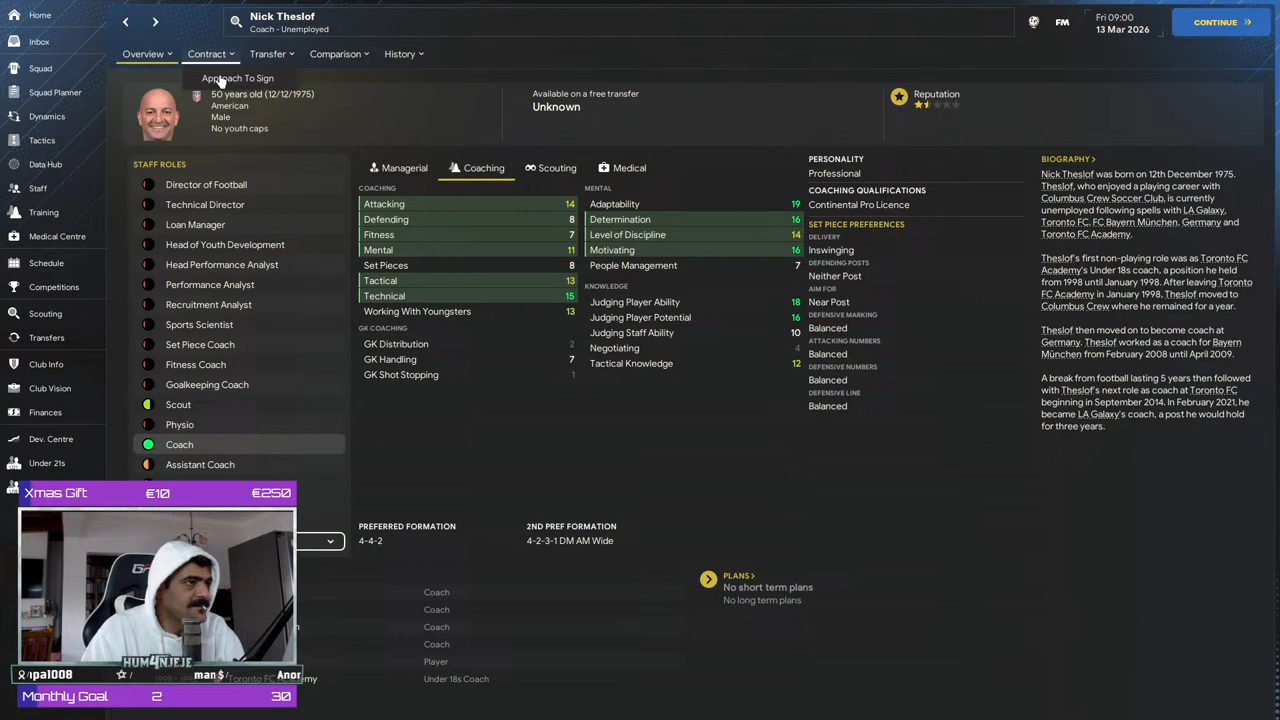 Home
Inbox
Squad
Squad Planner
Dynamics
Tactics
Data Hub
Staff
Training
Medical Centre
Schedule
Competitions
Scouting
Transfers
Club Info
Club Vision
Finances
Dev. Centre
Under 21s
Nick Theslof
Coach - Unemployed
FM
Fri 09:00
13 Mar 2026
CONTINUE
Overview
Contract
Transfer
Comparison
History
Approach To Sign
50 years old (12/12/1975)
American
Male
No youth caps
Available on a free transfer
Unknown
Reputation
STAFF ROLES
Director of Football
Technical Director
Loan Manager
Head of Youth Development
Head Performance Analyst
Performance Analyst
Recruitment Analyst
Sports Scientist
Set Piece Coach
Fitness Coach
Goalkeeping Coach
Scout
Physio
Coach
Assistant Coach
Managerial
Coaching
Scouting
Medical
COACHING
Attacking 14
Defending 8
Fitness 7
Mental 11
Set Pieces 8
Tactical 13
Technical 15
Working With Youngsters 13
GK COACHING
GK Distribution 2
GK Handling 7
GK Shot Stopping 1
MENTAL
Adaptability 19
Determination 16
Level of Discipline 14
Motivating 16
People Management 7
KNOWLEDGE
Judging Player Ability 18
Judging Player Potential 16
Judging Staff Ability 10
Negotiating 4
Tactical Knowledge 12
PERSONALITY
Professional
COACHING QUALIFICATIONS
Continental Pro Licence
SET PIECE PREFERENCES
DELIVERY
Inswinging
DEFENDING POSTS
Neither Post
AIM FOR
Near Post
DEFENSIVE MARKING
Balanced
ATTACKING NUMBERS
Balanced
DEFENSIVE NUMBERS
Balanced
DEFENSIVE LINE
Balanced
BIOGRAPHY >
Nick Theslof was born on 12th December 1975.
Theslof, who enjoyed a playing career with
Columbus Crew Soccer Club, is currently
unemployed following spells with LA Galaxy,
Toronto FC, FC Bayern München, Germany and
Toronto FC Academy.
Theslof's first non-playing role was as Toronto FC
Academy's Under 18s coach, a position he held
from 1998 until January 1998. After leaving Toronto
FC Academy in January 1998, Theslof moved to
Columbus Crew where he remained for a year.
Theslof then moved on to become coach at
Germany. Theslof worked as a coach for Bayern
München from February 2008 until April 2009.
A break from football lasting 5 years then followed
with Theslof's next role as coach at Toronto FC
beginning in September 2014. In February 2021, he
became LA Galaxy's coach, a post he would hold
for three years.
PREFERRED FORMATION
4-4-2
2ND PREF FORMATION
4-2-3-1 DM AM Wide
PLANS >
No short term plans
No long term plans
Coach
Coach
Coach
Coach
Player
Toronto FC Academy Under 18s Coach
Xmas Gift €10 €250
HUM4NJEJE
npal008 / man $/ Anor
Monthly Goal 2 30